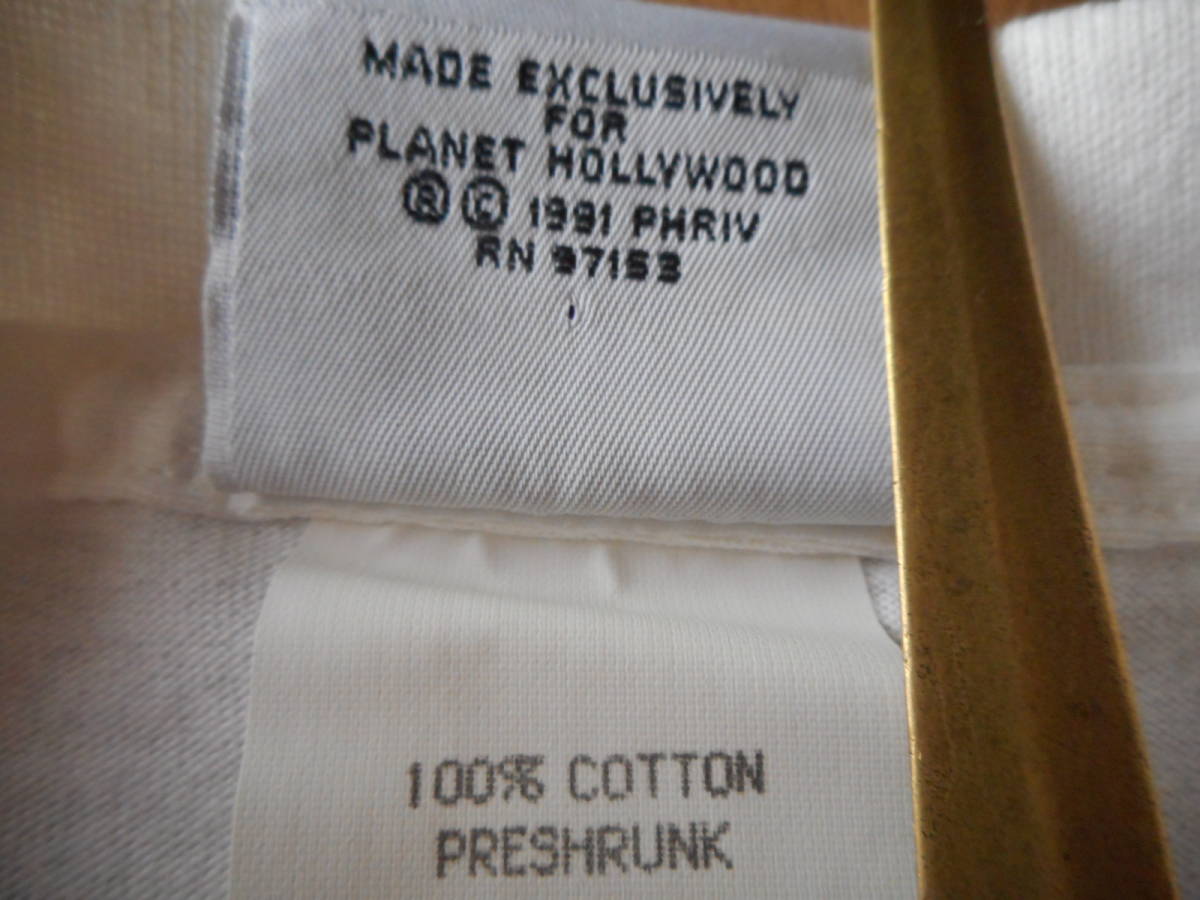 MADE EXCLUSIVELY
FOR
PLANET HOLLYWOOD
® © 1991 PHRIV
RN 97153
100% COTTON
PRESHRUNK